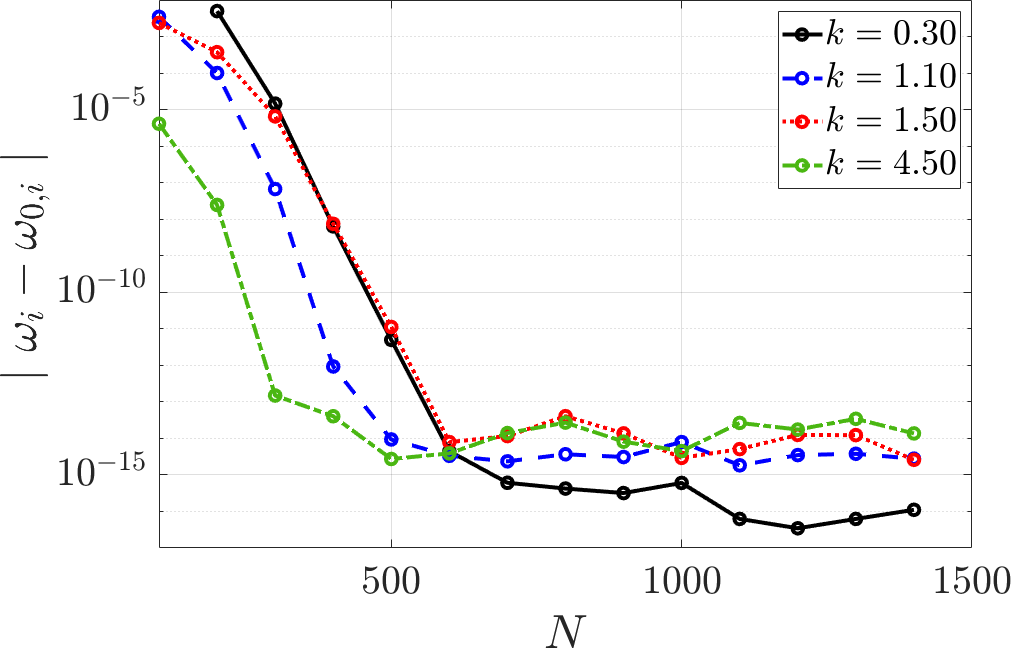 k = 0.30
k = 1.10
k = 1.50
k = 4.50
10^{-5}
10^{-10}
10^{-15}
| ω_i − ω_{0,i} |
500 1000 1500
N